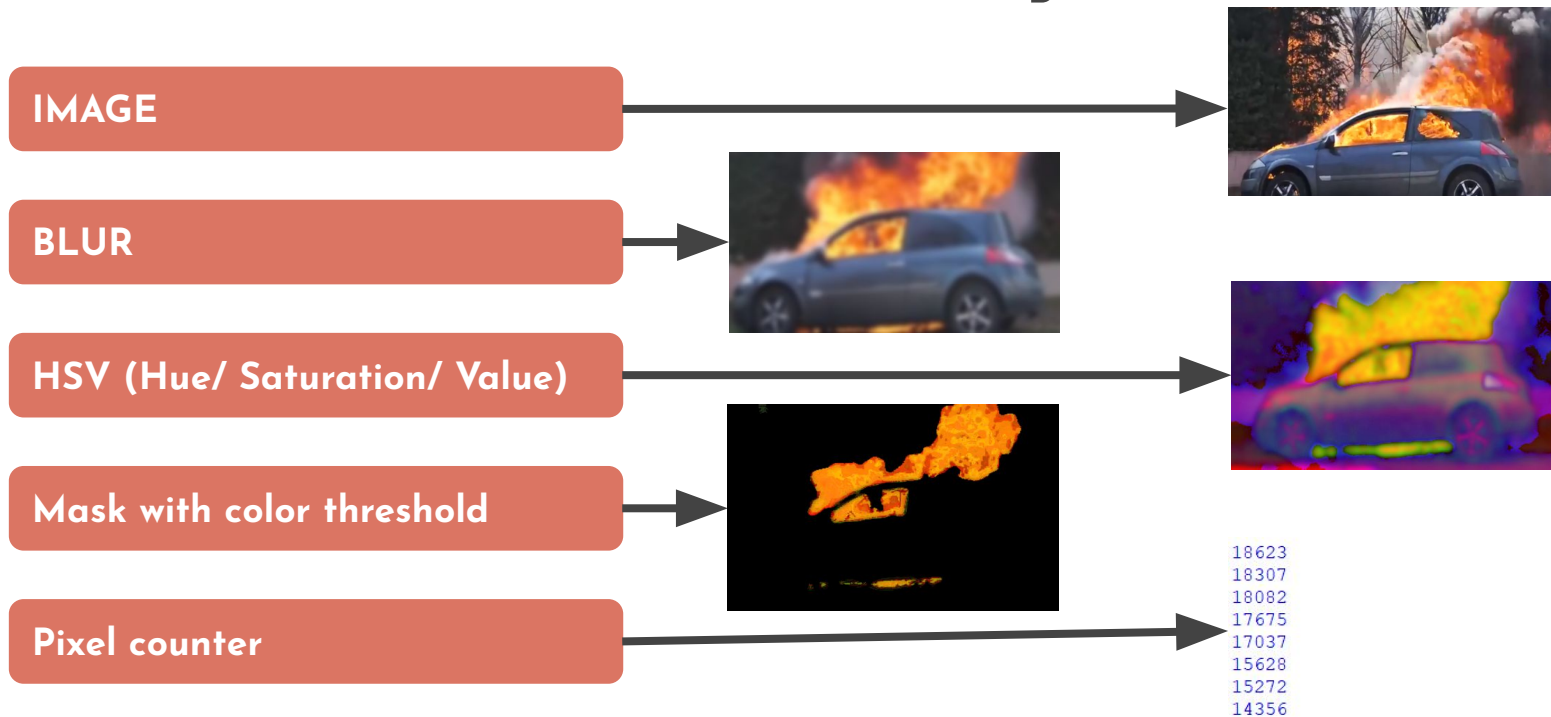 IMAGE
BLUR
HSV (Hue/ Saturation/ Value)
Mask with color threshold
Pixel counter
18623
18307
18082
17675
17037
15628
15272
14356